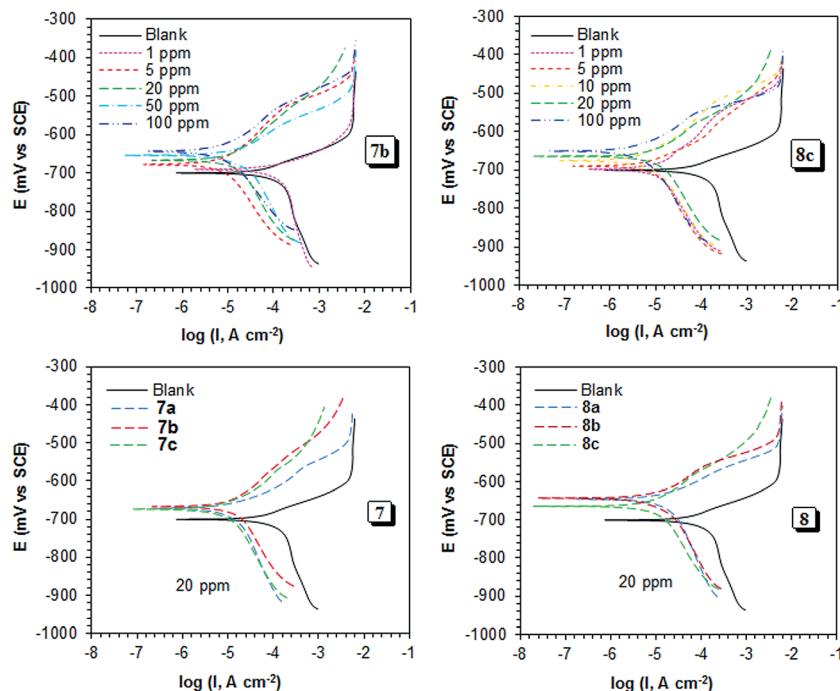 -300
-400
-500
-600
-700
-800
-900
-1000
E (mV vs SCE)
Blank
1 ppm
5 ppm
20 ppm
50 ppm
100 ppm
7b
-8 -7 -6 -5 -4 -3 -2 -1
log (I, A cm-2)
-300
-400
-500
-600
-700
-800
-900
-1000
E (mV vs SCE)
Blank
1 ppm
5 ppm
10 ppm
20 ppm
100 ppm
8c
-8 -7 -6 -5 -4 -3 -2 -1
log (I, A cm-2)
-300
-400
-500
-600
-700
-800
-900
-1000
E (mV vs SCE)
Blank
7a
7b
7c
7
20 ppm
-8 -7 -6 -5 -4 -3 -2 -1
log (I, A cm-2)
-300
-400
-500
-600
-700
-800
-900
-1000
E (mV vs SCE)
Blank
8a
8b
8c
8
20 ppm
-8 -7 -6 -5 -4 -3 -2 -1
log (I, A cm-2)